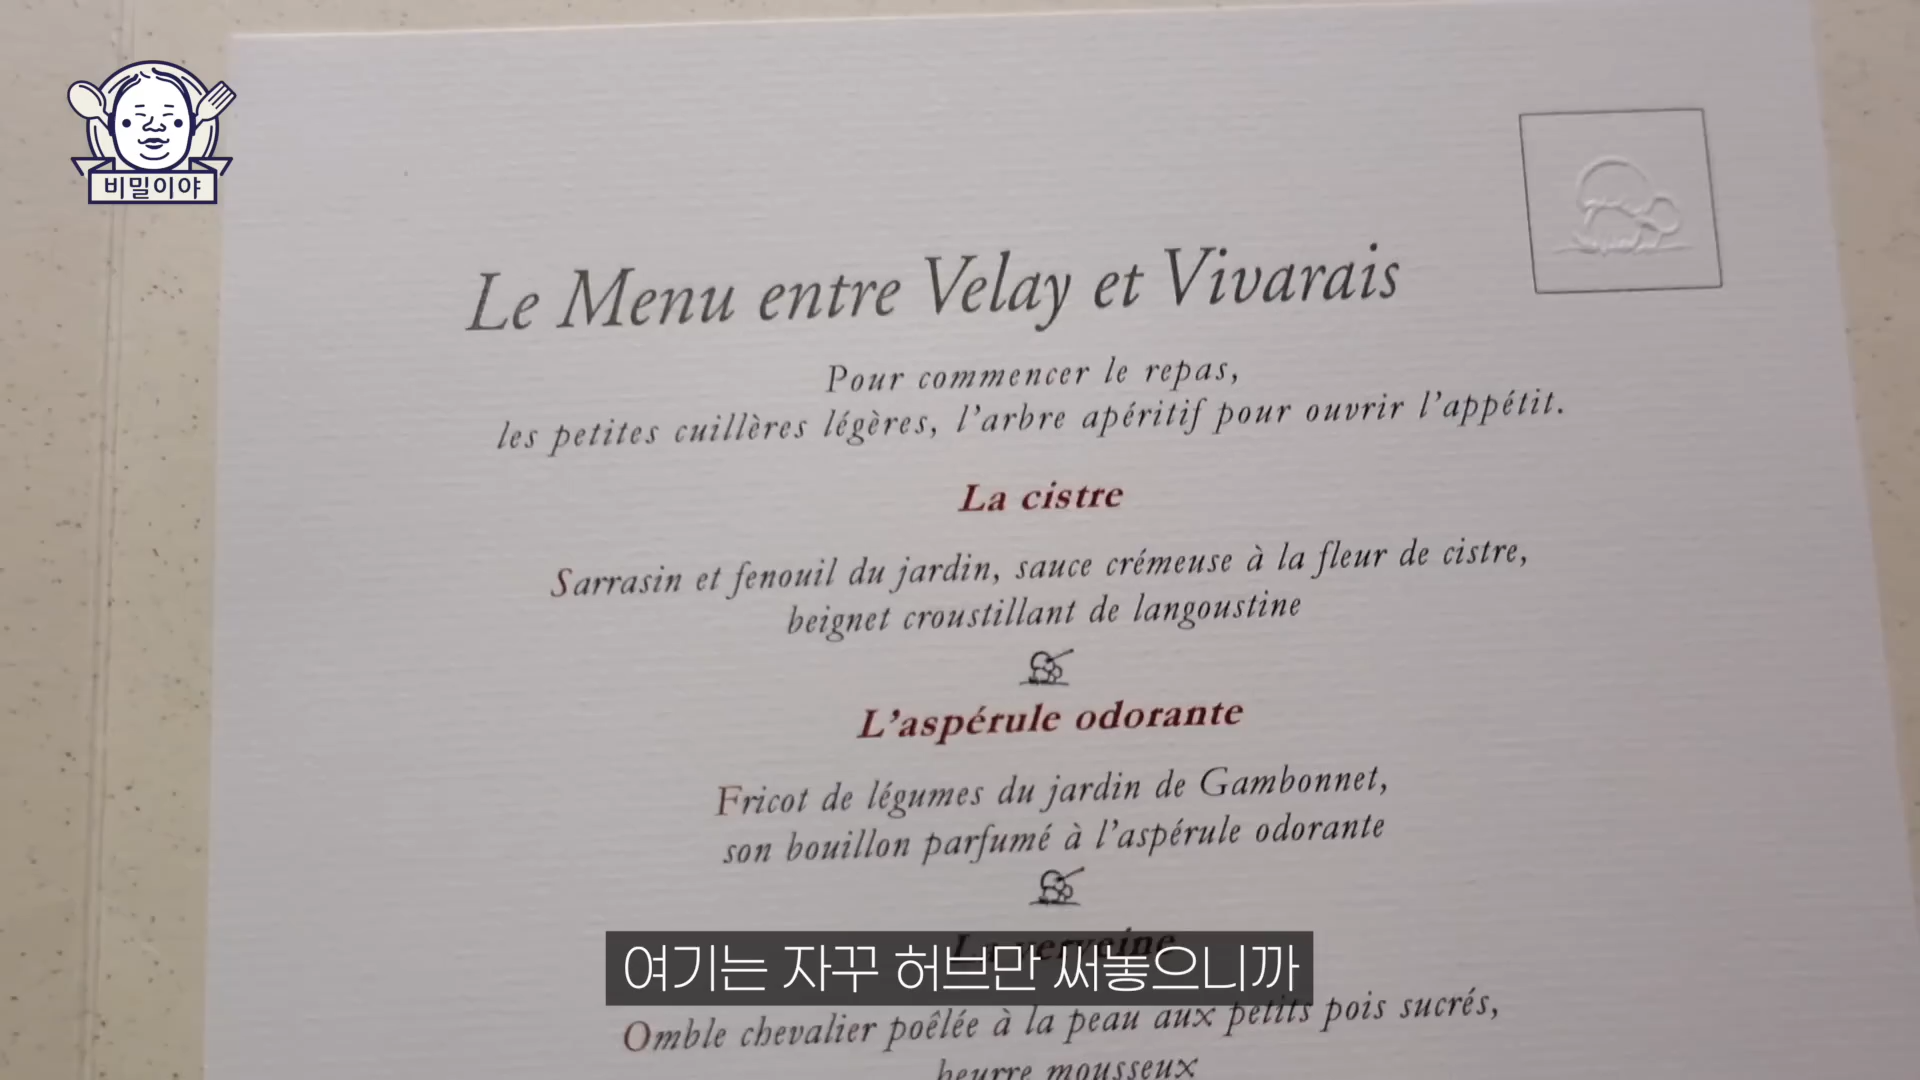 비밀이야
Le Menu entre Velay et Vivarais
Pour commencer le repas,
les petites cuillères légères, l'arbre apéritif pour ouvrir l'appétit.
La cistre
Sarrasin et fenouil du jardin, sauce crémeuse à la fleur de cistre,
beignet croustillant de langoustine
L'aspérule odorante
Fricot de légumes du jardin de Gambonnet,
son bouillon parfumé à l'aspérule odorante
La verveine
여기는 자꾸 허브만 써놓으니까
Omble chevalier poêlée à la peau aux petits pois sucrés,
beurre mousseux